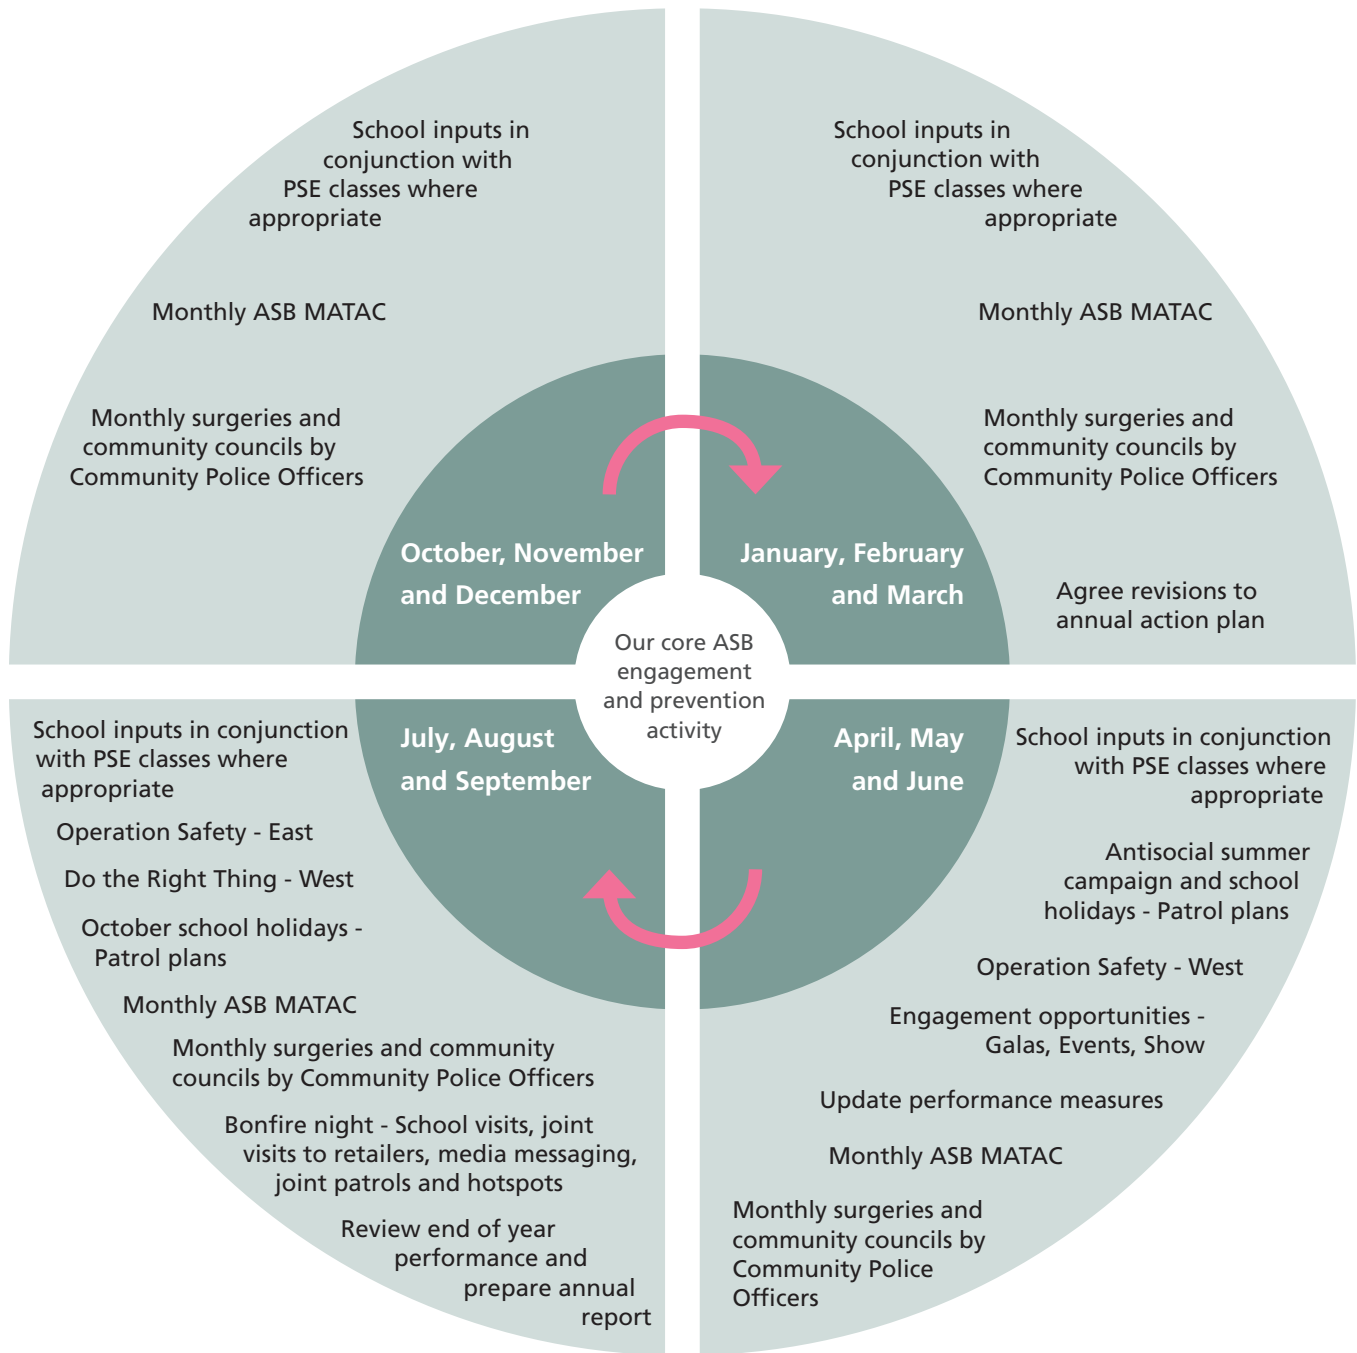 School inputs in
conjunction with
PSE classes where
appropriate
Monthly ASB MATAC
Monthly surgeries and
community councils by
Community Police Officers
October, November
and December
School inputs in
conjunction with
PSE classes where
appropriate
Monthly ASB MATAC
Monthly surgeries and
community councils by
Community Police Officers
Agree revisions to
annual action plan
January, February
and March
Our core ASB
engagement
and prevention
activity
July, August
and September
School inputs in conjunction
with PSE classes where
appropriate
Operation Safety - East
Do the Right Thing - West
October school holidays -
Patrol plans
Monthly ASB MATAC
Monthly surgeries and community
councils by Community Police Officers
Bonfire night - School visits, joint
visits to retailers, media messaging,
joint patrols and hotspots
Review end of year
performance and
prepare annual
report
April, May
and June
School inputs in conjunction
with PSE classes where
appropriate
Antisocial summer
campaign and school
holidays - Patrol plans
Operation Safety - West
Engagement opportunities -
Galas, Events, Show
Update performance measures
Monthly ASB MATAC
Monthly surgeries and
community councils by
Community Police
Officers